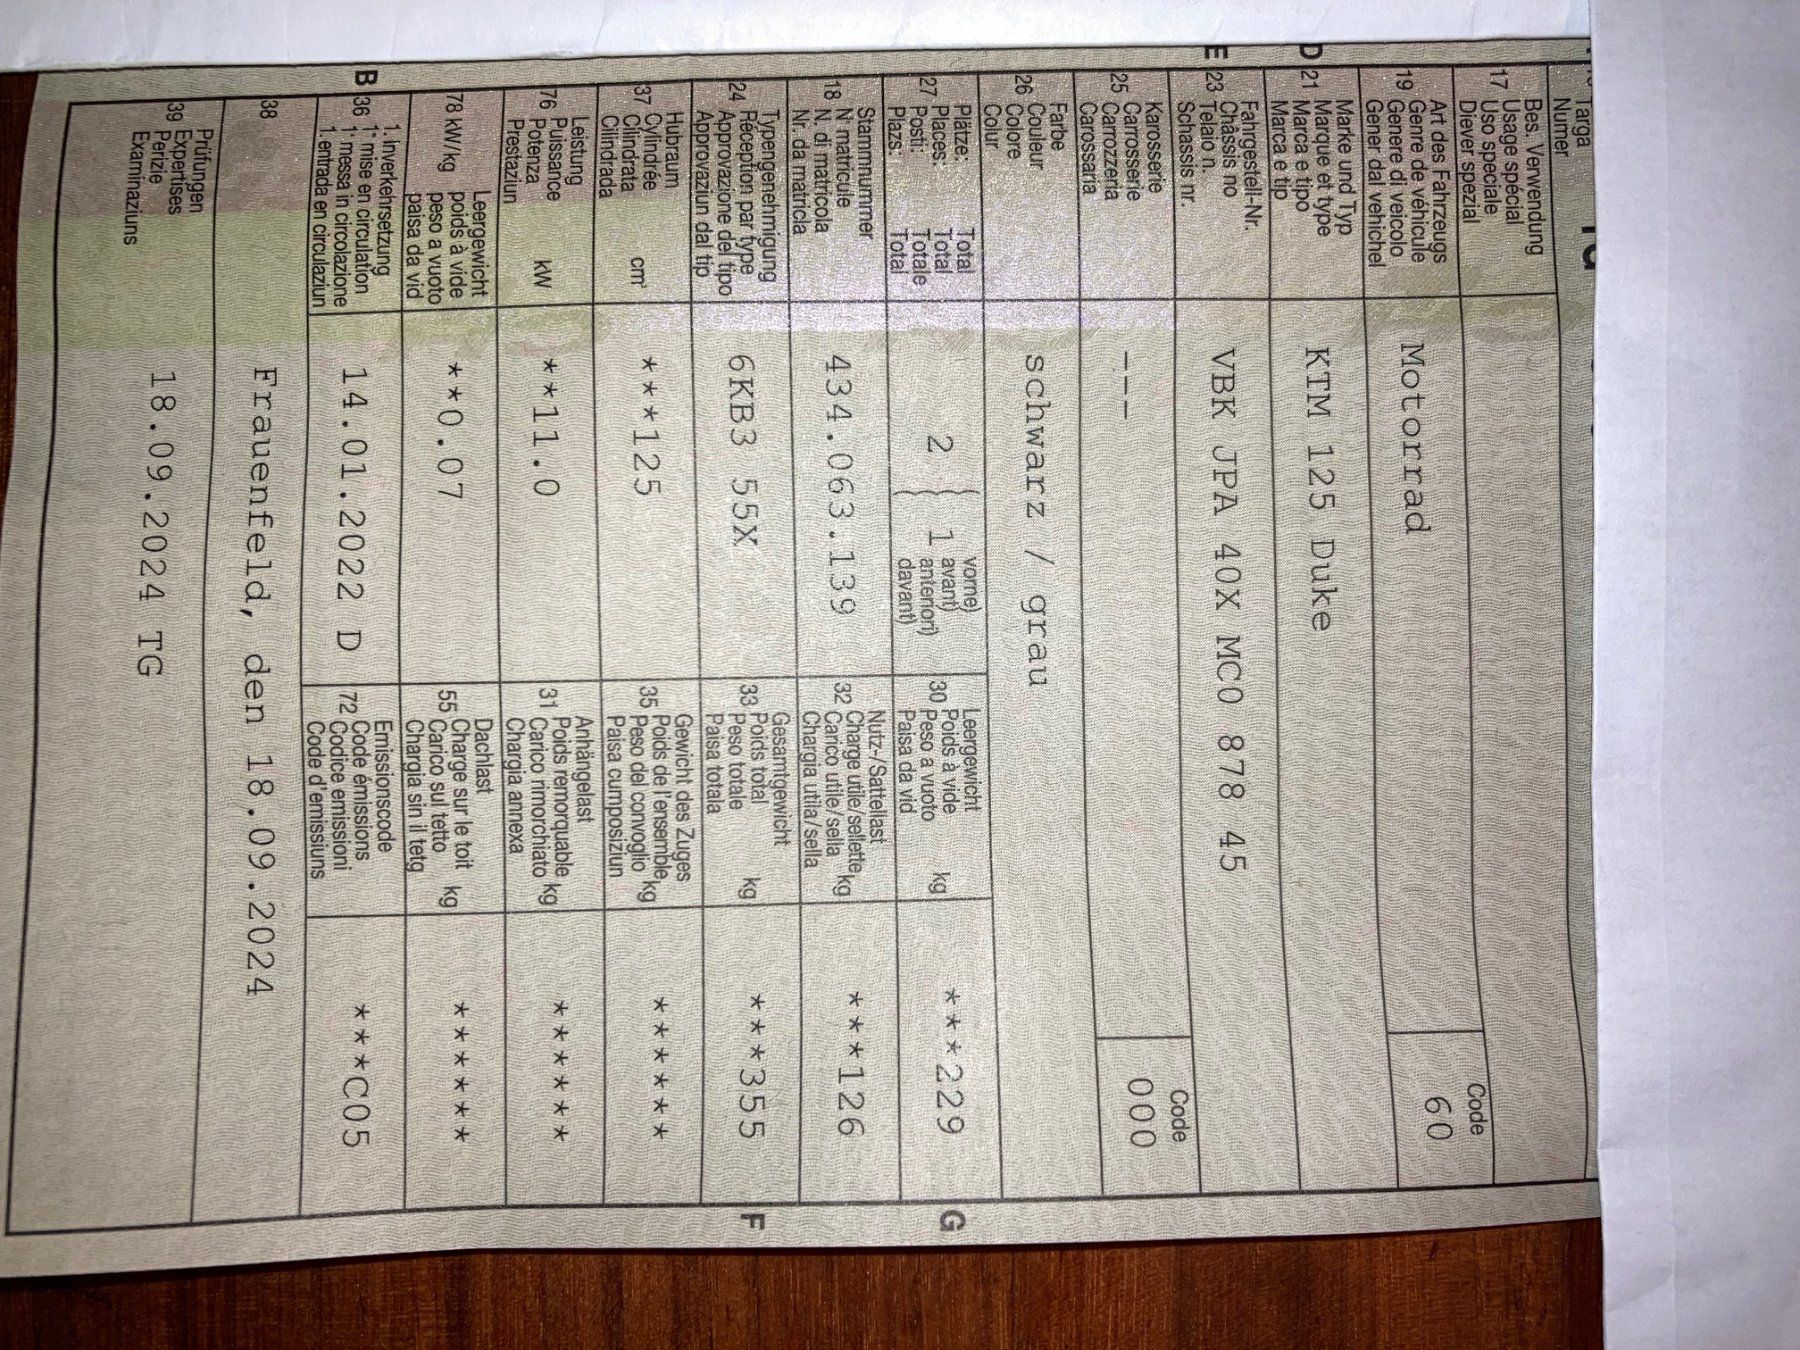 Targa
Numer
Bes. Verwendung
17 Usage spécial
Uso speciale
Diever spezial
Art des Fahrzeugs
19 Genre de véhicule
Genere di veicolo
Gener dal vehichel
Motorrad
Code
60
Marke und Typ
D 21 Marque et type
Marca e tipo
Marca e tip
KTM 125 Duke
Fahrgestell-Nr.
E 23 Châssis no
Telaio n.
Schassis nr.
VBK JPA 40X MC0 878 45
Karosserie
25 Carrosserie
Carrozzeria
Carossaria
---
Code
000
Farbe
26 Couleur
Colore
Colur
schwarz / grau
Plätze: Total
27 Places: Total
Posti: Totale
Plazs: Total
2 { 1 vorne)
avant)
anteriori)
davant)
Leergewicht
30 Poids à vide
Peso a vuoto kg
Paisa da vid
***229 G
Stammnummer
18 N matricule
N. di matricola
Nr. da matricla
434.063.139
Nutz-/Sattellast
32 Charge utile/sellette kg
Carico utile/sella
Chargia utila/sella
***126
Typengenehmigung
24 Réception par type
Approvazione del tipo
Approvaziun dal tip
6KB3 55X
Gesamtgewicht
33 Poids total
Peso totale kg
Paisa totala
***355 F
Hubraum
37 Cylindrée
Cilindrata cm³
Cilindrada
***125
Gewicht des Zuges
35 Poids de l'ensemble kg
Peso del convoglio
Paisa cumposiziun
******
Leistung
76 Puissance
Potenza kW
Prestaziun
**11.0
Anhängelast
31 Poids remorquable kg
Carico rimorchiato
Chargia annexa
******
Leergewicht
78 kW/kg poids à vide
peso a vuoto
paisa da vid
**0.07
Dachlast
55 Charge sur le toit kg
Carico sul tetto
Chargia sin il tetg
******
1. Inverkehrsetzung
B 36 1e mise en circulation
1a messa in circolazione
1. entrada en circulaziun
14.01.2022 D
Emissionscode
72 Code émissions
Codice emissioni
Code d'emissiuns
***C05
38 Frauenfeld, den 18.09.2024
Prüfungen
39 Expertises
Perizie
Examinaziuns
18.09.2024 TG